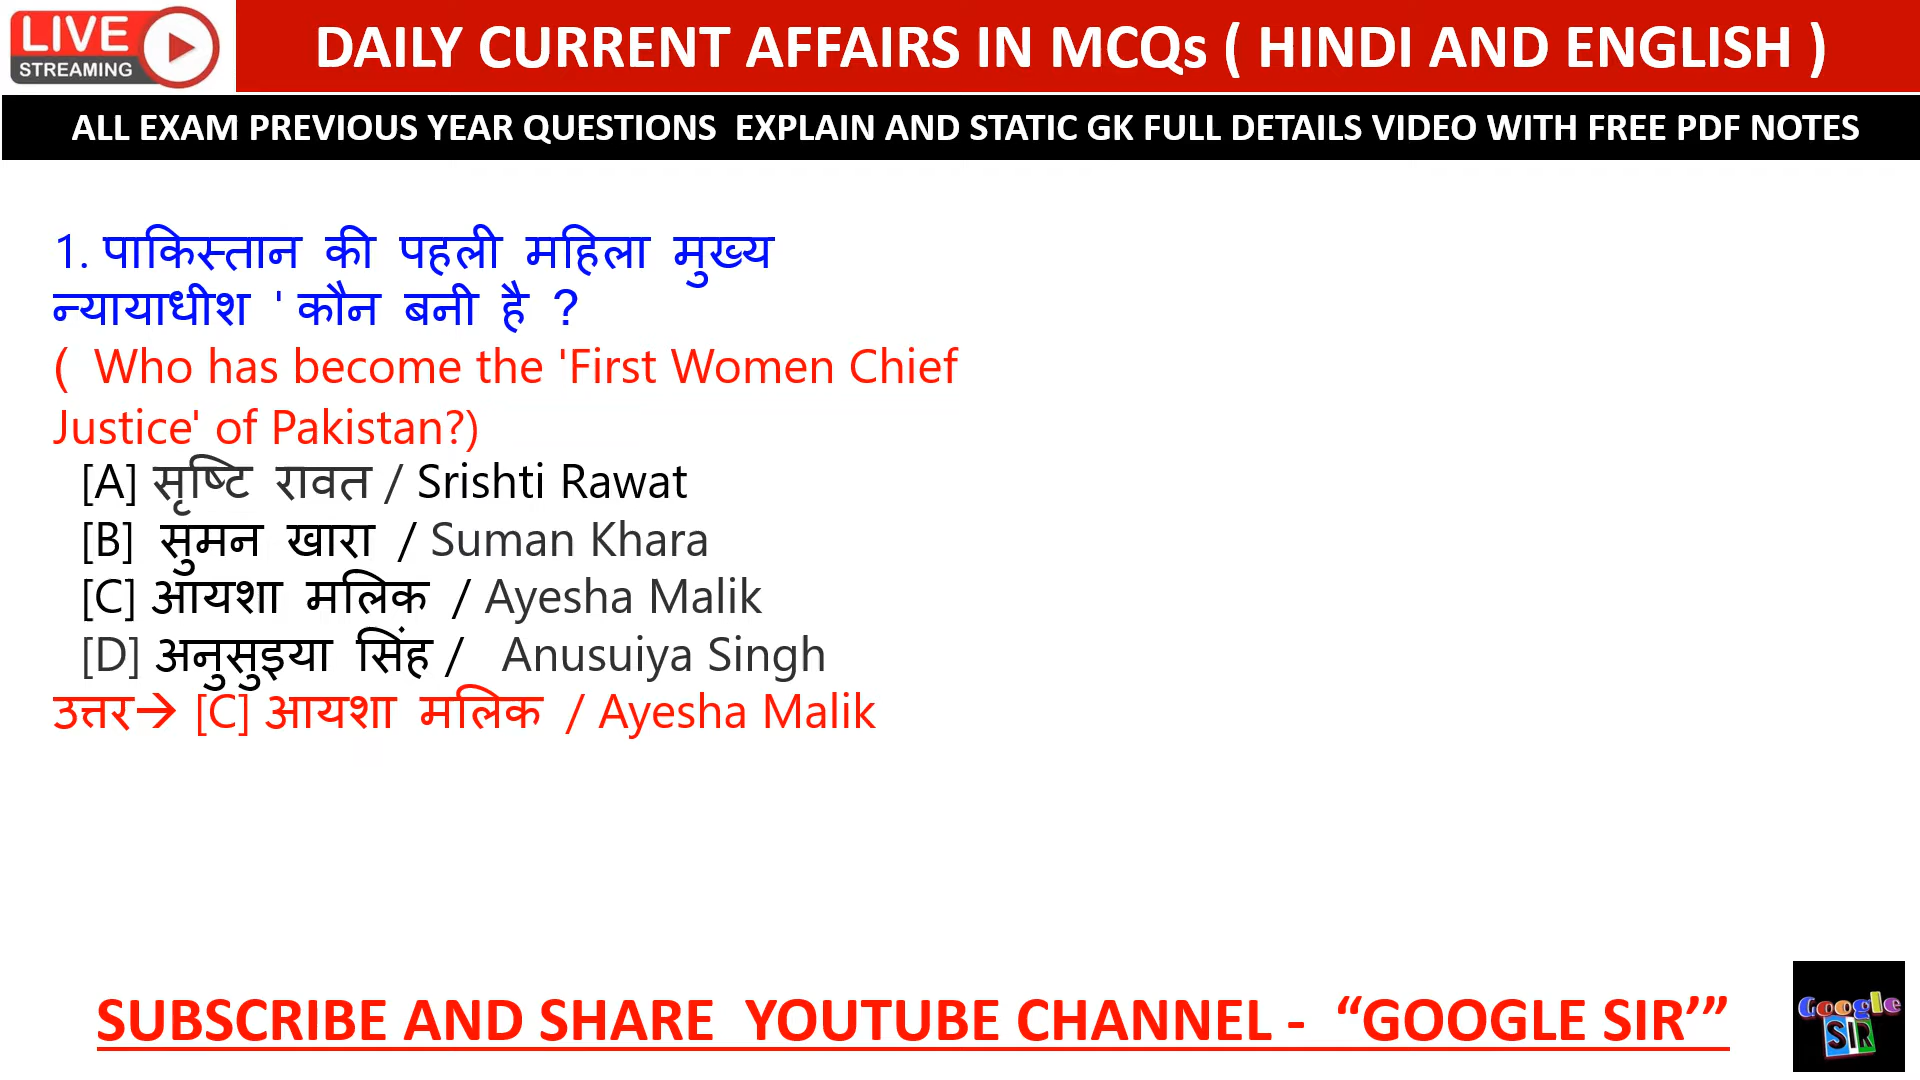 LIVE
STREAMING
DAILY CURRENT AFFAIRS IN MCQs ( HINDI AND ENGLISH )
ALL EXAM PREVIOUS YEAR QUESTIONS EXPLAIN AND STATIC GK FULL DETAILS VIDEO WITH FREE PDF NOTES
1. पाकिस्तान की पहली महिला मुख्य
न्यायाधीश ' कौन बनी है ?
( Who has become the 'First Women Chief
Justice' of Pakistan?)
[A] सृष्टि रावत / Srishti Rawat
[B] सुमन खारा / Suman Khara
[C] आयशा मलिक / Ayesha Malik
[D] अनुसुइया सिंह / Anusuiya Singh
उत्तर→ [C] आयशा मलिक / Ayesha Malik
SUBSCRIBE AND SHARE YOUTUBE CHANNEL - “GOOGLE SIR’”
Google
SIR